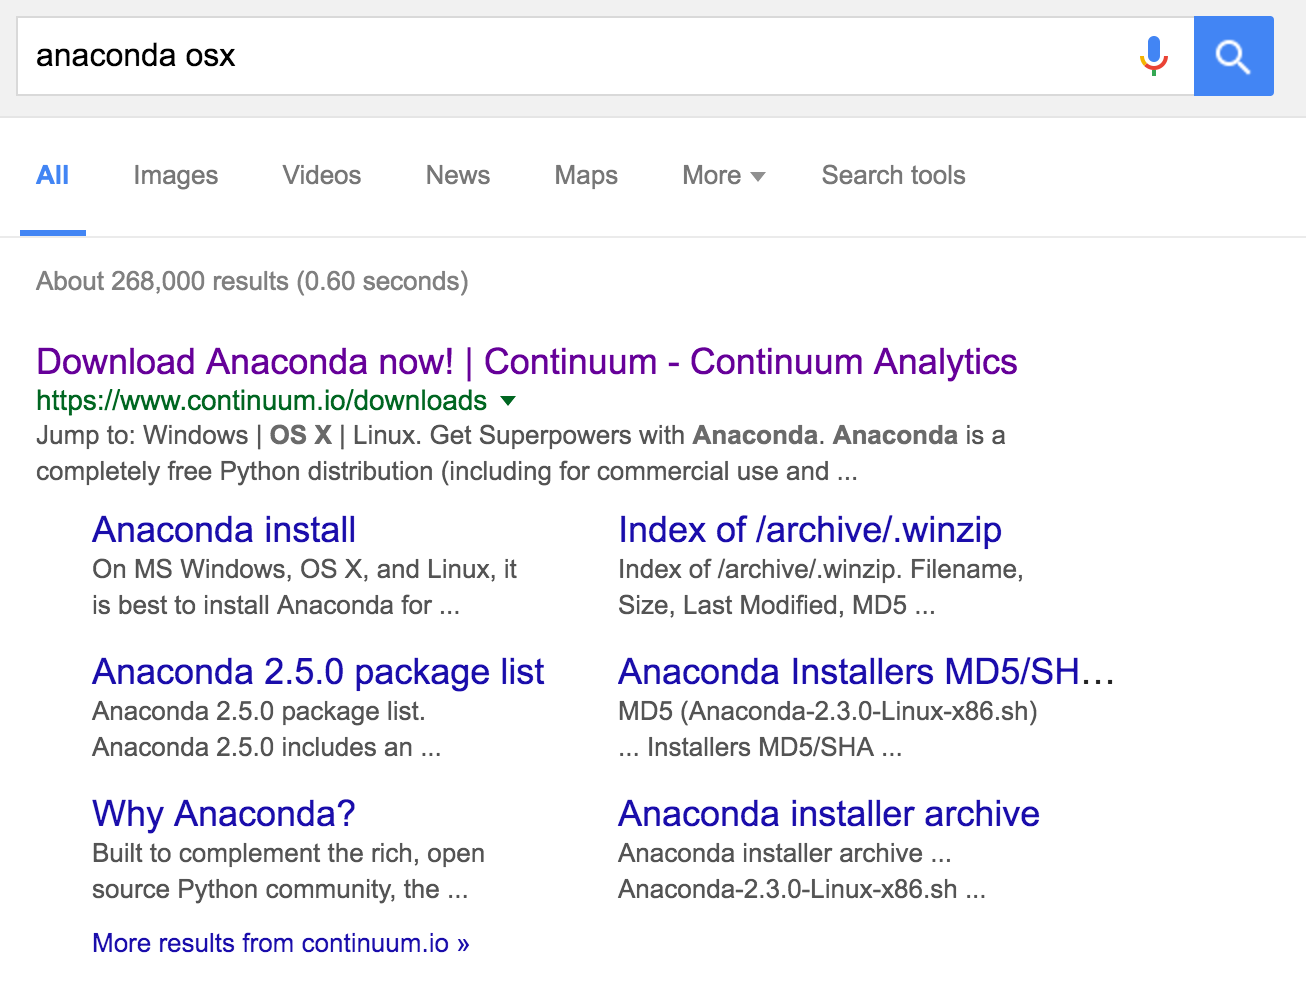 anaconda osx
All Images Videos News Maps More Search tools
About 268,000 results (0.60 seconds)
Download Anaconda now! | Continuum - Continuum Analytics
https://www.continuum.io/downloads
Jump to: Windows | OS X | Linux. Get Superpowers with Anaconda. Anaconda is a
completely free Python distribution (including for commercial use and ...
Anaconda install
On MS Windows, OS X, and Linux, it
is best to install Anaconda for ...
Index of /archive/.winzip
Index of /archive/.winzip. Filename,
Size, Last Modified, MD5 ...
Anaconda 2.5.0 package list
Anaconda 2.5.0 package list.
Anaconda 2.5.0 includes an ...
Anaconda Installers MD5/SH...
MD5 (Anaconda-2.3.0-Linux-x86.sh)
... Installers MD5/SHA ...
Why Anaconda?
Built to complement the rich, open
source Python community, the ...
Anaconda installer archive
Anaconda installer archive ...
Anaconda-2.3.0-Linux-x86.sh ...
More results from continuum.io »